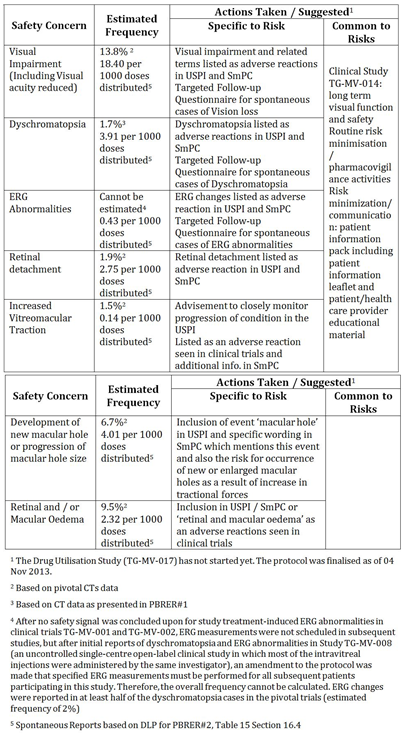 Safety Concern
Estimated
Frequency
Actions Taken / Suggested1
Specific to Risk
Common to
Risks
Visual
Impairment
(Including Visual
acuity reduced)
13.8% 2
18.40 per
1000 doses
distributed5
Visual impairment and related
terms listed as adverse reactions in
USPI and SmPC
Targeted Follow-up
Questionnaire for spontaneous
cases of Vision loss
Clinical Study
TG-MV-014:
long term
visual function
and safety
Routine risk
minimisation
/
pharmacovigil
ance activities
Risk
minimization/
communicatio
n: patient
information
pack including
patient
information
leaflet and
patient/health
care provider
educational
material
Dyschromatopsia
1.7%3
3.91 per 1000
doses
distributed5
Dyschromatopsia listed as
adverse reactions in USPI and
SmPC
Targeted Follow-up
Questionnaire for spontaneous
cases of Dyschromatopsia
ERG
Abnormalities
Cannot be
estimated4
0.43 per 1000
doses
distributed5
ERG changes listed as adverse
reaction in USPI and SmPC
Targeted Follow-up
Questionnaire for spontaneous
cases of ERG abnormalities
Retinal
detachment
1.9%2
2.75 per 1000
doses
distributed5
Retinal detachment listed as
adverse reaction in USPI and
SmPC
Increased
Vitreomacular
Traction
1.5%2
0.14 per 1000
doses
distributed5
Advisement to closely monitor
progression of condition in the
USPI
Listed as an adverse reaction
seen in clinical trials and
additional info. in SmPC
Safety Concern
Estimated
Frequency
Actions Taken / Suggested1
Specific to Risk
Common to
Risks
Development of
new macular hole
or progression of
macular hole size
6.7%2
4.01 per 1000
doses
distributed5
Inclusion of event ‘macular hole’
in USPI and specific wording in
SmPC which mentions this event
and also the risk for occurrence
of new or enlarged macular
holes as a result of increase in
tractional forces
Retinal and / or
Macular Oedema
9.5%2
2.32 per 1000
doses
distributed5
Inclusion in USPI / SmPC or
‘retinal and macular oedema’ as
an adverse reactions seen in
clinical trials
1 The Drug Utilisation Study (TG-MV-017) has not started yet. The protocol was finalised as of 04
Nov 2013.
2 Based on pivotal CTs data
3 Based on CT data as presented in PBRER#1
4 After no safety signal was concluded upon for study treatment-induced ERG abnormalities in
clinical trials TG-MV-001 and TG-MV-002, ERG measurements were not scheduled in subsequent
studies, but after initial reports of dyschromatopsia and ERG abnormalities in Study TG-MV-008
(an uncontrolled single-centre open-label clinical study in which most of the intravitreal
injections were administered by the same investigator), an amendment to the protocol was
made that specified ERG measurements must be performed for all subsequent patients
participating in this study. Therefore, the overall frequency cannot be calculated. ERG changes
were reported in at least half of the dyschromatopsia cases in the pivotal trials (estimated
frequency of 2%)
5 Spontaneous Reports based on DLP for PBRER#2, Table 15 Section 16.4